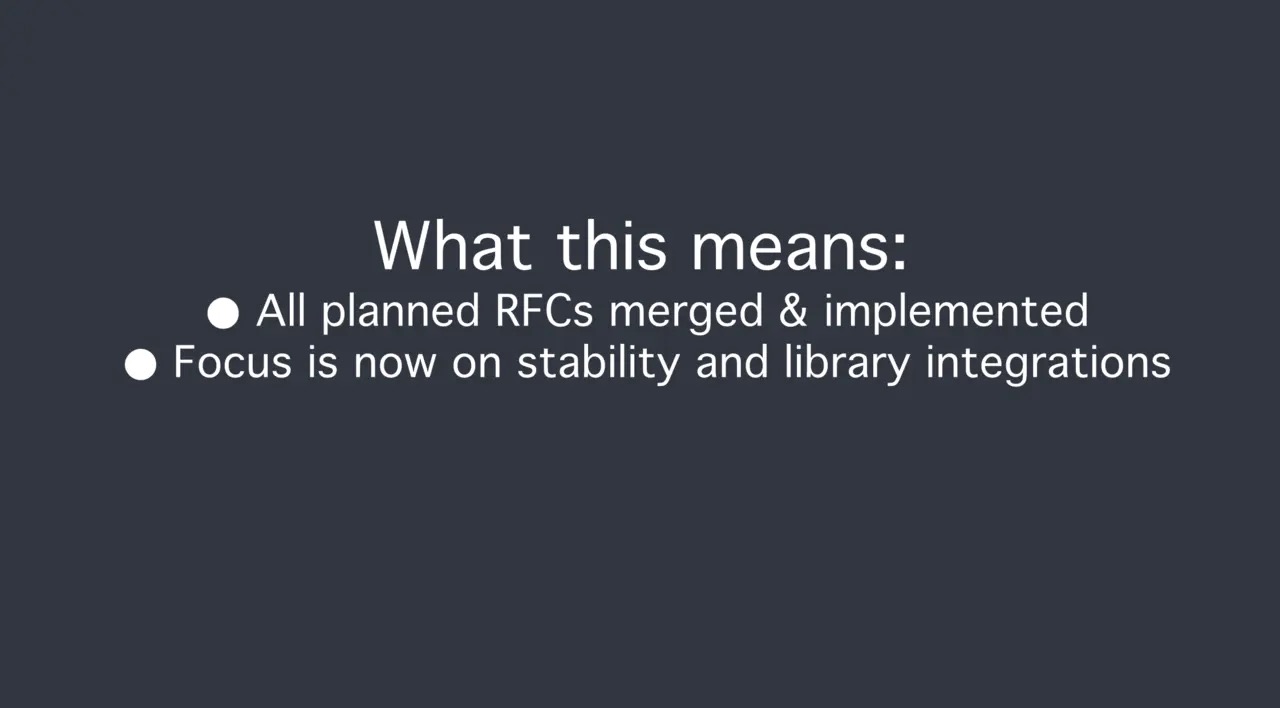 What this means:
● All planned RFCs merged & implemented
● Focus is now on stability and library integrations